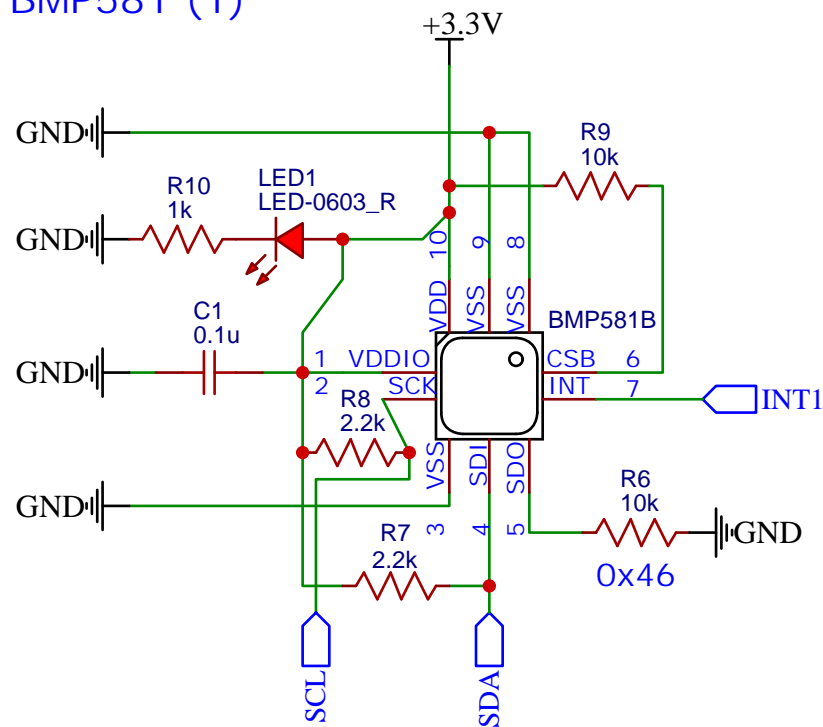 BMP581 (1)
+3.3V
GND
R9
10k
R10
1k
LED1
LED-0603_R
GND
10
9
8
VDD
VSS
VSS
BMP581B
C1
0.1u
GND
1
VDDIO
CSB
6
2
SCK
INT
7
INT1
R8
2.2k
VSS
SDI
SDO
GND
3
4
5
R6
10k
GND
0x46
R7
2.2k
SCL
SDA